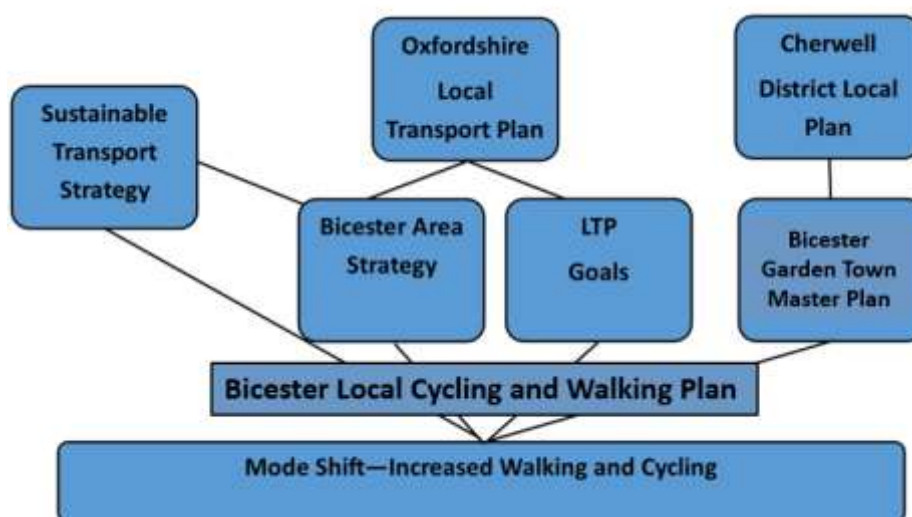 Oxfordshire
Local
Transport Plan
Cherwell
District Local
Plan
Sustainable
Transport
Strategy
Bicester Area
Strategy
LTP
Goals
Bicester
Garden Town
Master Plan
Bicester Local Cycling and Walking Plan
Mode Shift—Increased Walking and Cycling